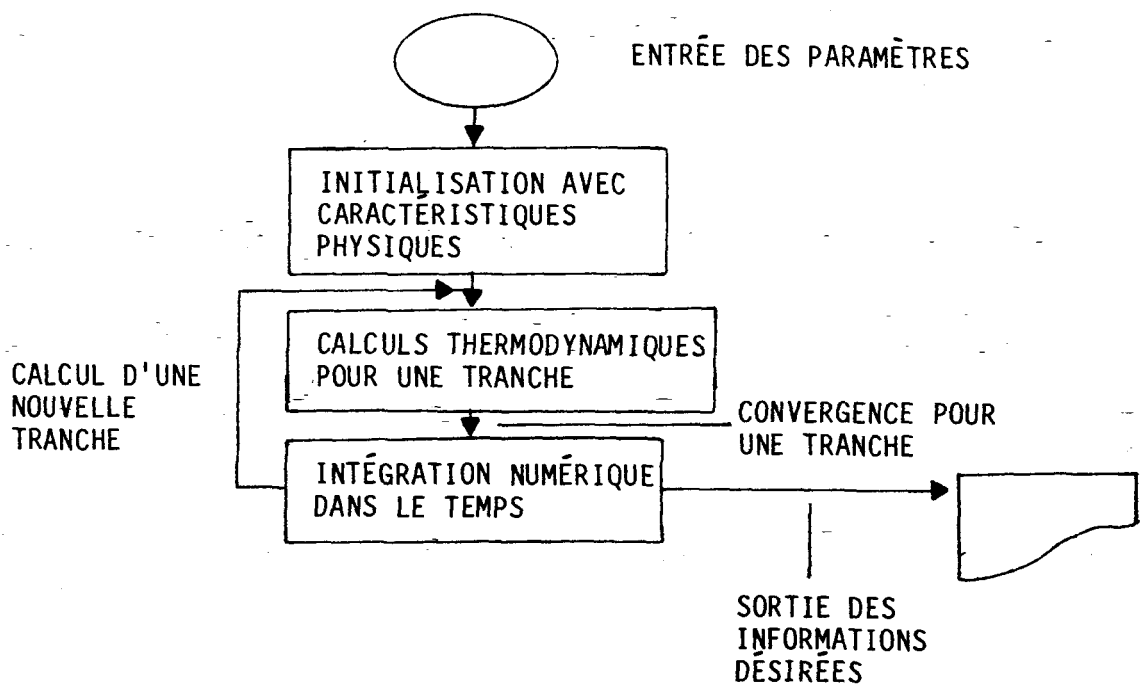 ENTRÉE DES PARAMÈTRES
INITIALISATION AVEC
CARACTÉRISTIQUES
PHYSIQUES
CALCULS THERMODYNAMIQUES
POUR UNE TRANCHE
CALCUL D'UNE
NOUVELLE
TRANCHE
CONVERGENCE POUR
UNE TRANCHE
INTÉGRATION NUMÉRIQUE
DANS LE TEMPS
SORTIE DES
INFORMATIONS
DÉSIRÉES